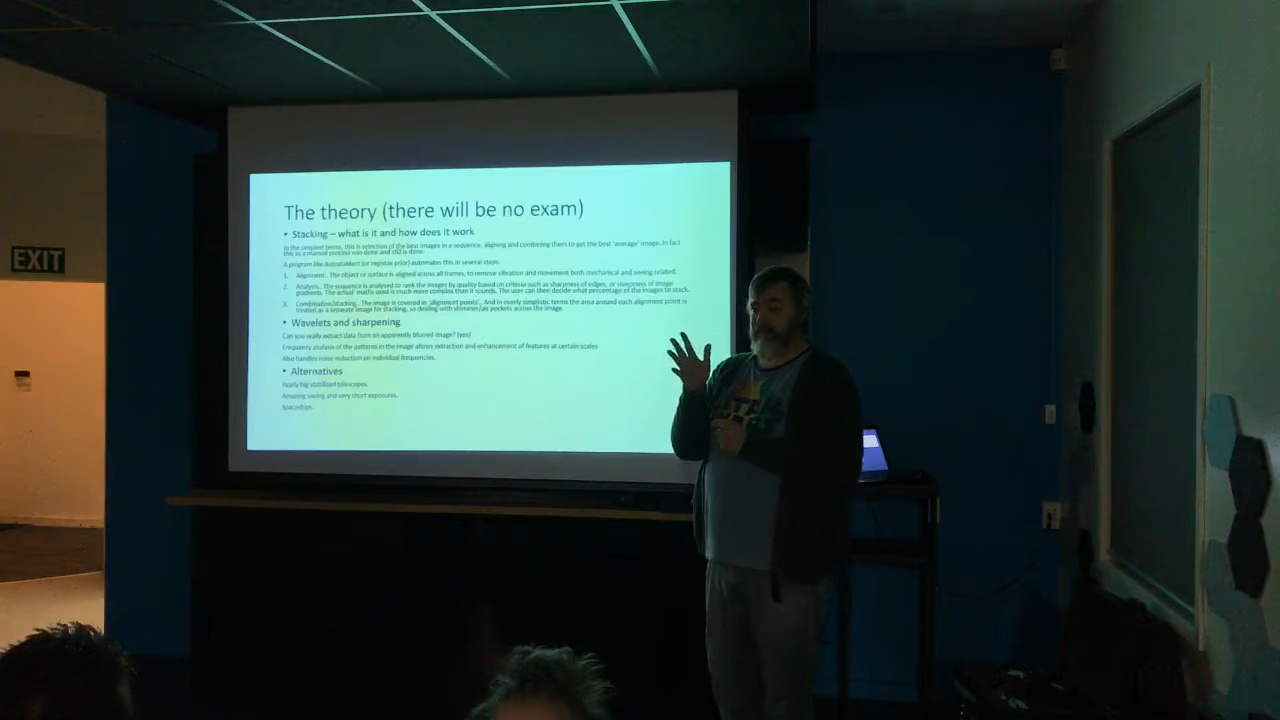 EXIT
The theory (there will be no exam)
• Stacking – what is it and how does it work
In the simplest terms, this is selection of the best images in a sequence, aligning and combining them to get the best 'average' image. In fact
this as a manual process was done and still is done.
A program like Autostakkert (or registax prior) automates this in several steps:
1. Alignment. The object or surface is aligned across all frames, to remove vibration and movement both mechanical and seeing related.
2. Analysis. The sequence is analysed to rank the images by quality based on criteria such as sharpness of edges, or steepness of image
gradients. The actual maths used is much more complex than it sounds. The user can then decide what percentage of the images to stack.
3. Combination/stacking. The image is covered in 'alignment points'. And in overly simplistic terms the area around each alignment point is
treated as a separate image for stacking, so dealing with shimmer/air pockets across the image.
• Wavelets and sharpening
Can you really extract data from an apparently blurred image? (yes)
Frequency analysis of the patterns in the image allows extraction and enhancement of features at certain scales
Also handles noise reduction on individual frequencies.
• Alternatives
Really big stabilised telescopes.
Amazing seeing and very short exposures.
Spaceships.
STAR